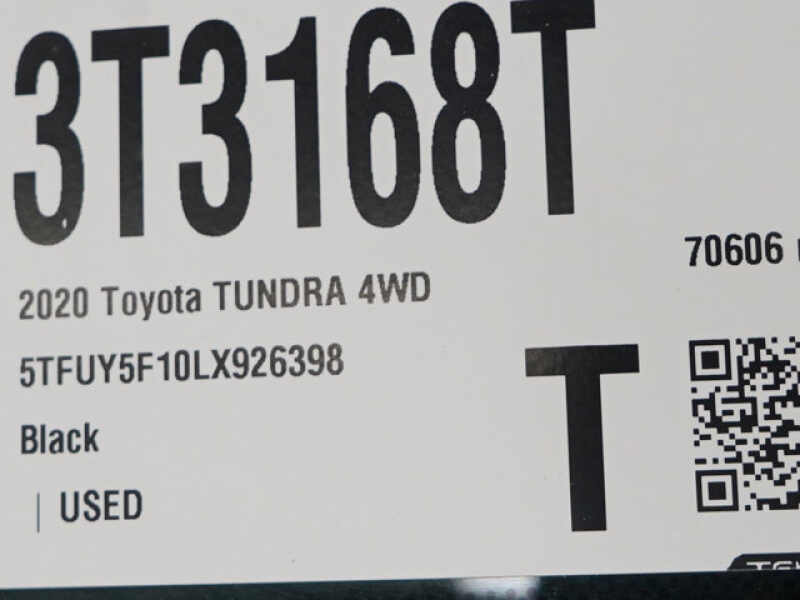 3T3168T
70606
2020 Toyota TUNDRA 4WD
5TFUY5F10LX926398
T
Black
| USED